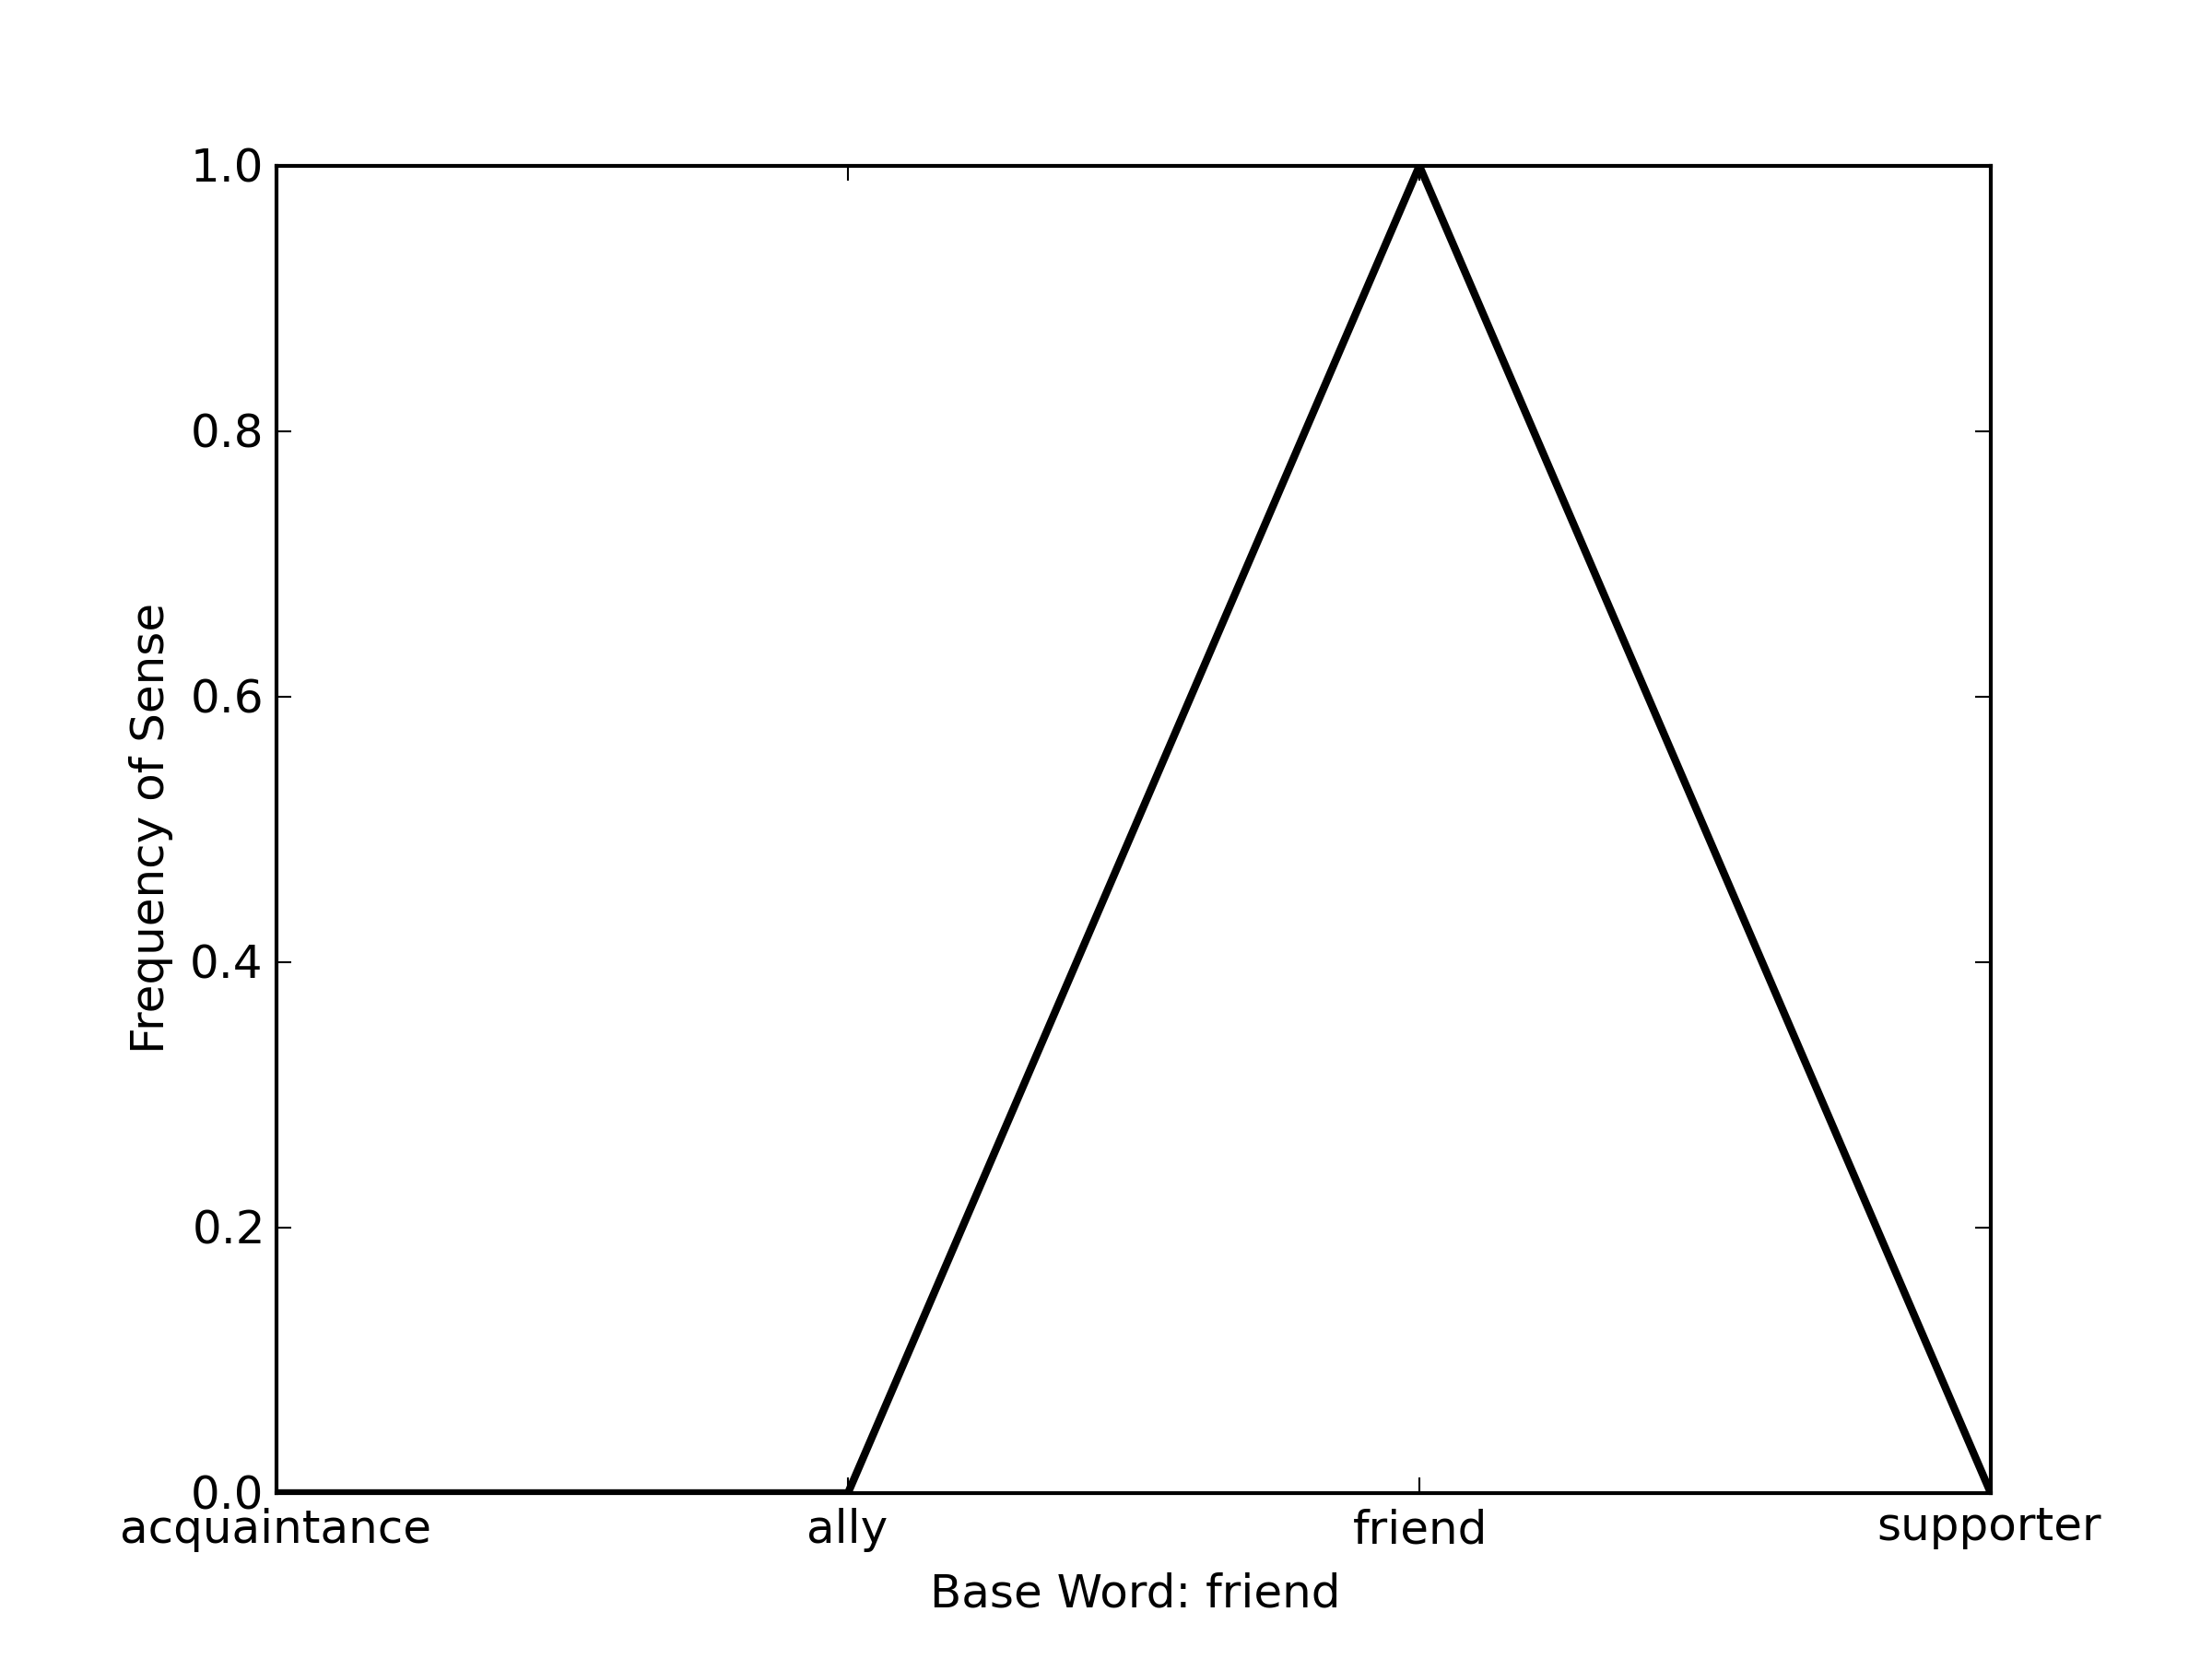 1.0
0.8
0.6
0.4
0.2
0.0
Frequency of Sense
acquaintance
ally
friend
supporter
Base Word: friend